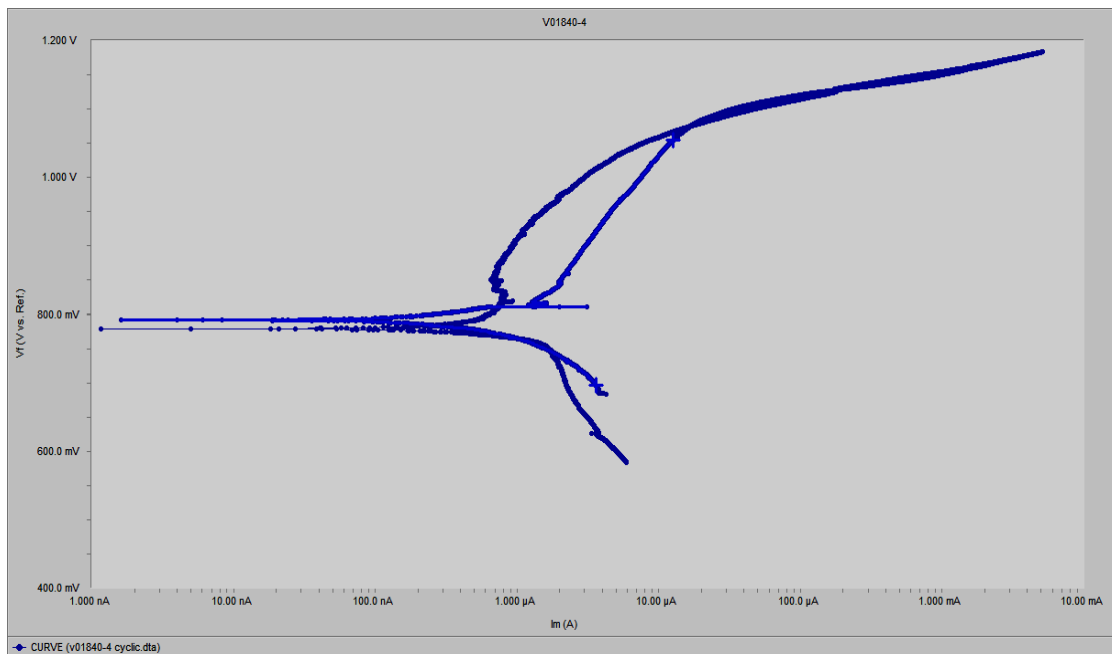 V01840-4
1.200 V
1.000 V
800.0 mV
600.0 mV
400.0 mV
Vf (V vs. Ref.)
1.000 nA 10.00 nA 100.0 nA 1.000 µA 10.00 µA 100.0 µA 1.000 mA 10.00 mA
Im (A)
CURVE (v01840-4 cyclic.dta)